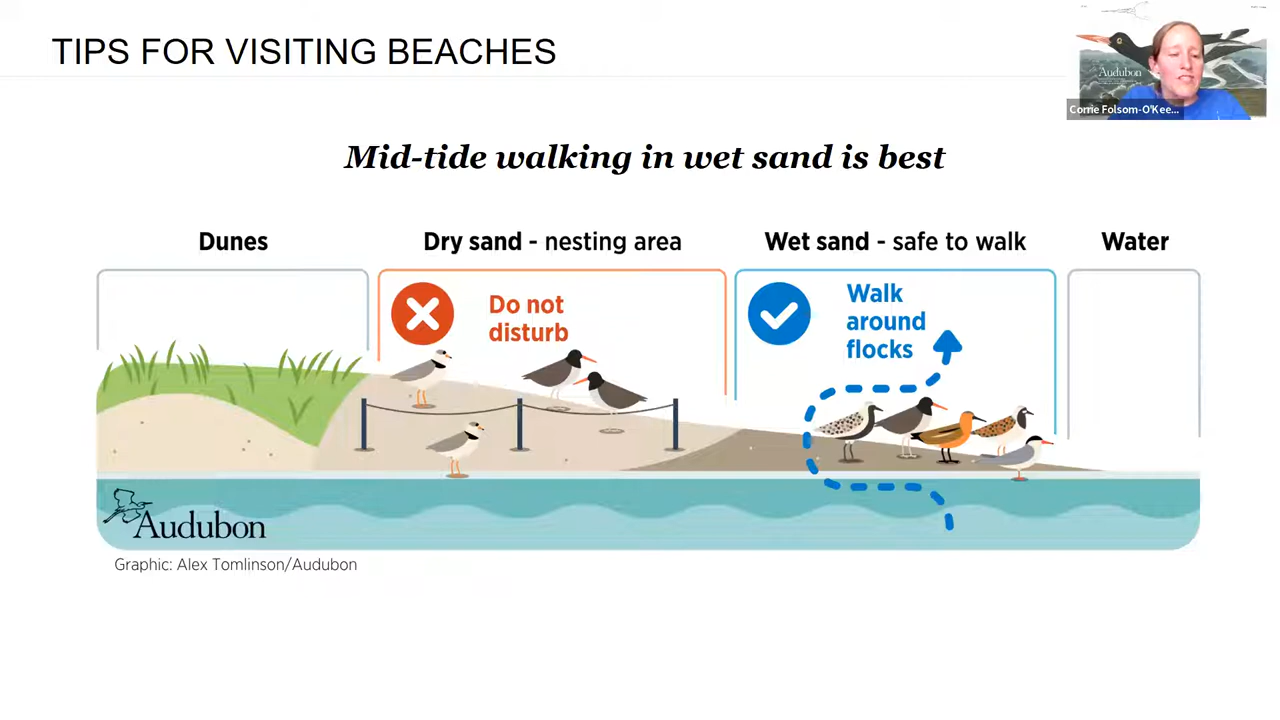 TIPS FOR VISITING BEACHES
Audubon
Corrie Folsom-O'Kee...
Mid-tide walking in wet sand is best
Dunes
Dry sand - nesting area
Wet sand - safe to walk
Water
Do not
disturb
Walk
around
flocks
Audubon
Graphic: Alex Tomlinson/Audubon